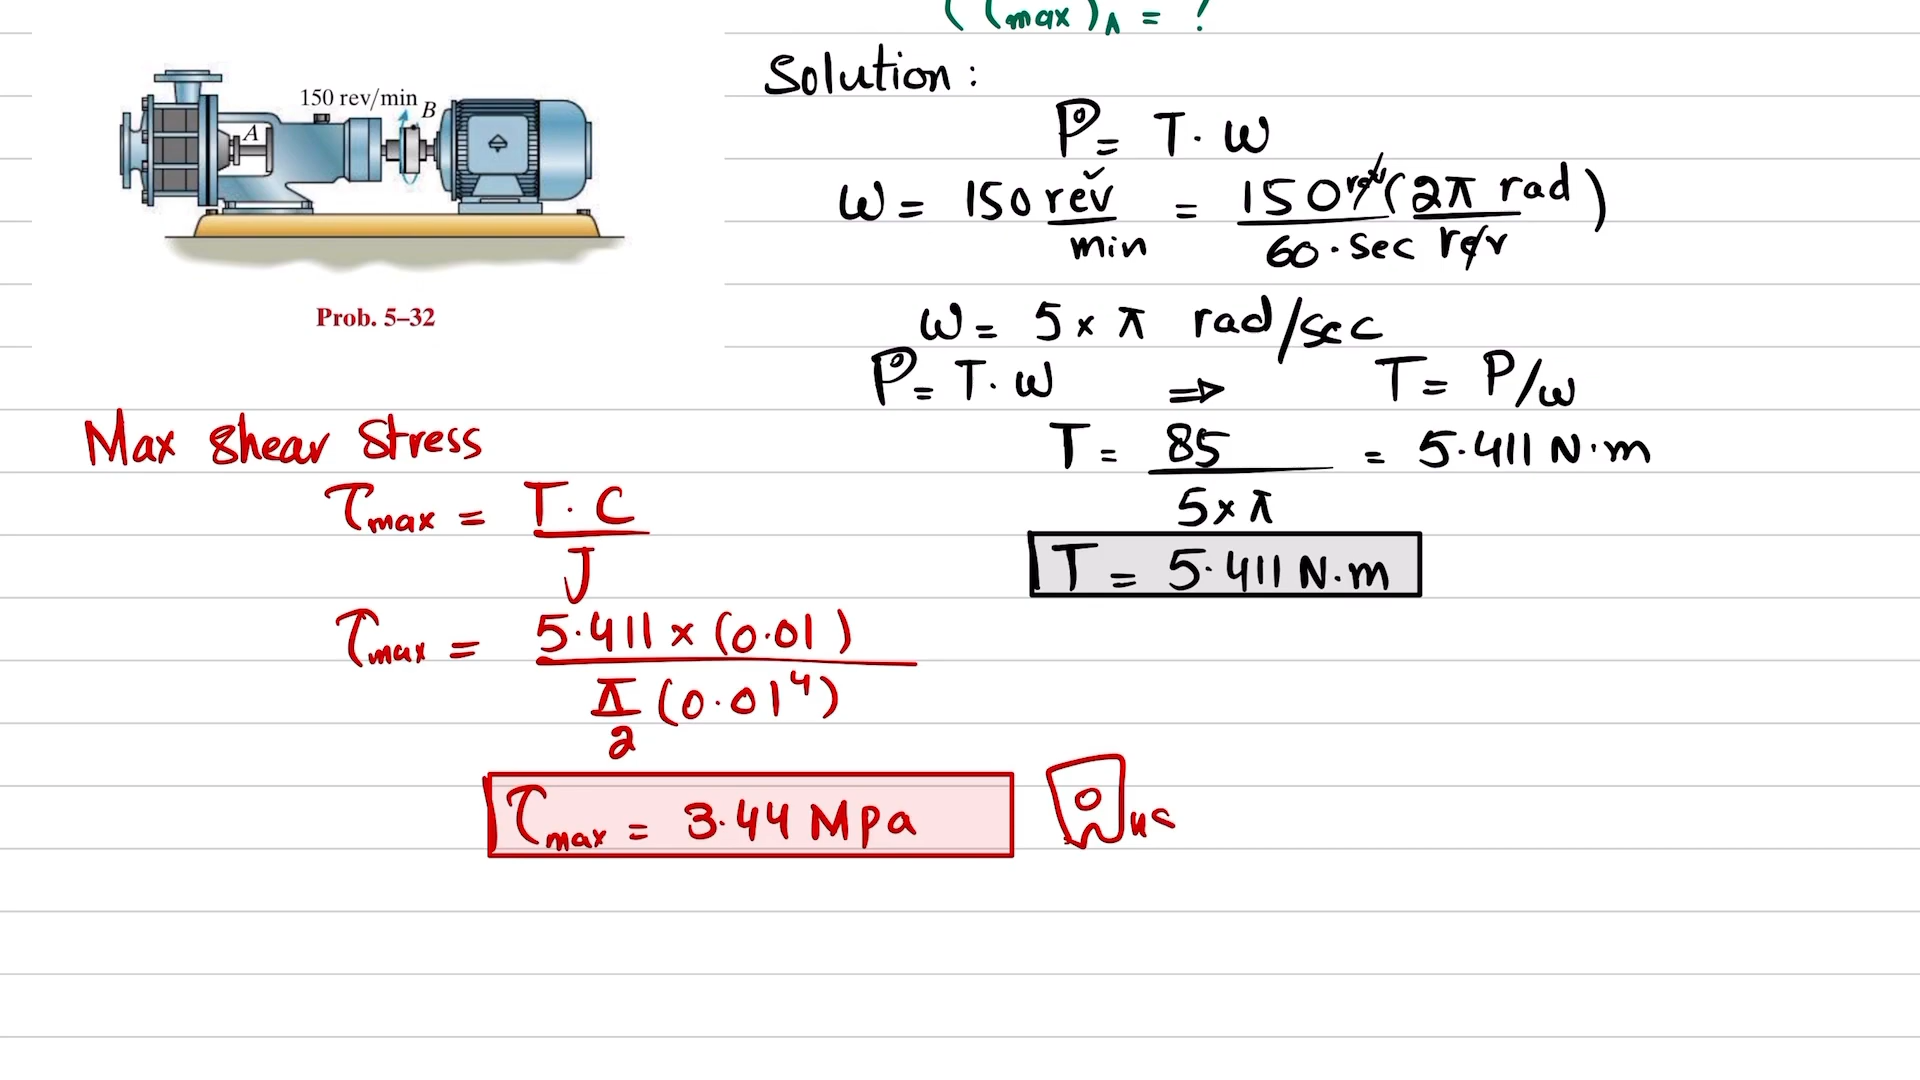 (τmax)A = ?
Solution:
P = T. ω
ω = 150 rev/min = 150 rev/60. sec (2π rad/rev)
ω = 5 × π rad/sec
P = T. ω ⇒ T = P/ω
T = 85/5×π = 5.411 N.m
T = 5.411 N.m
150 rev/min
A
B
Prob. 5–32
Max Shear Stress
τmax = T. C/J
τmax = 5.411 × (0.01)/π/2 (0.01⁴)
τmax = 3.44 Mpa